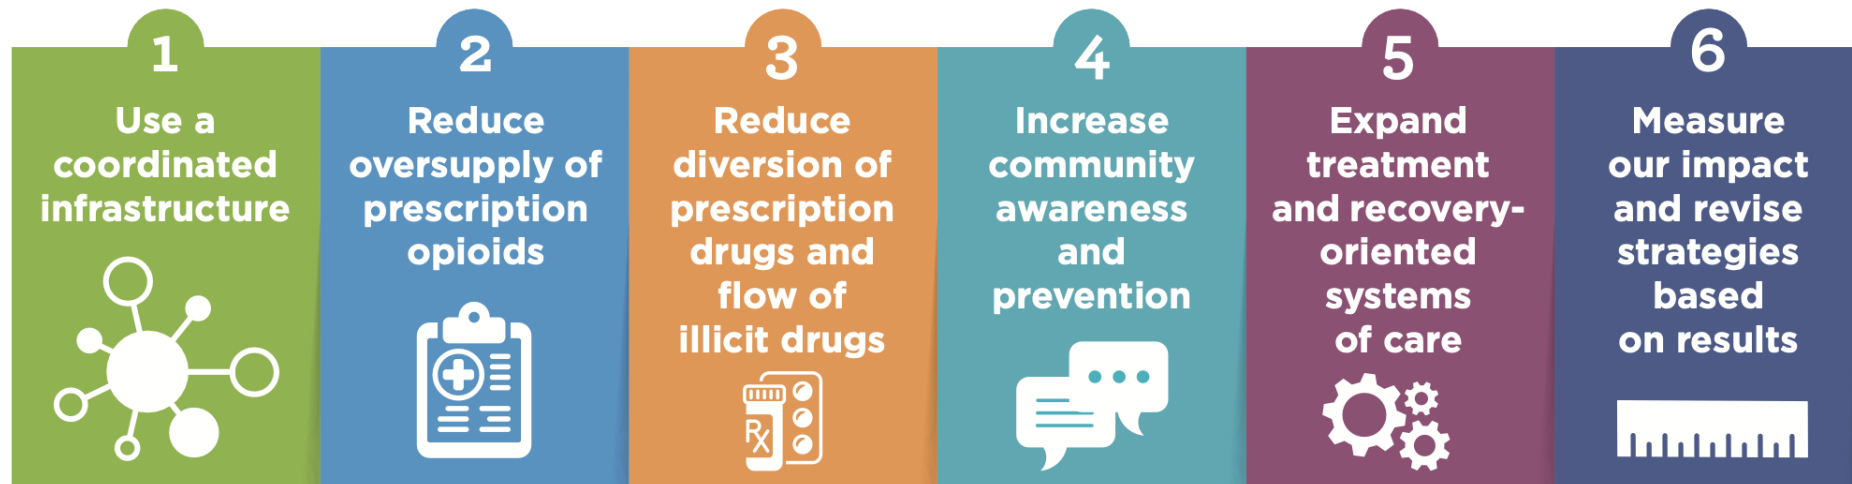 1
Use a
coordinated
infrastructure
2
Reduce
oversupply of
prescription
opioids
3
Reduce
diversion of
prescription
drugs and
flow of
illicit drugs
Rx
4
Increase
community
awareness
and
prevention
5
Expand
treatment
and recovery-
oriented
systems
of care
6
Measure
our impact
and revise
strategies
based
on results